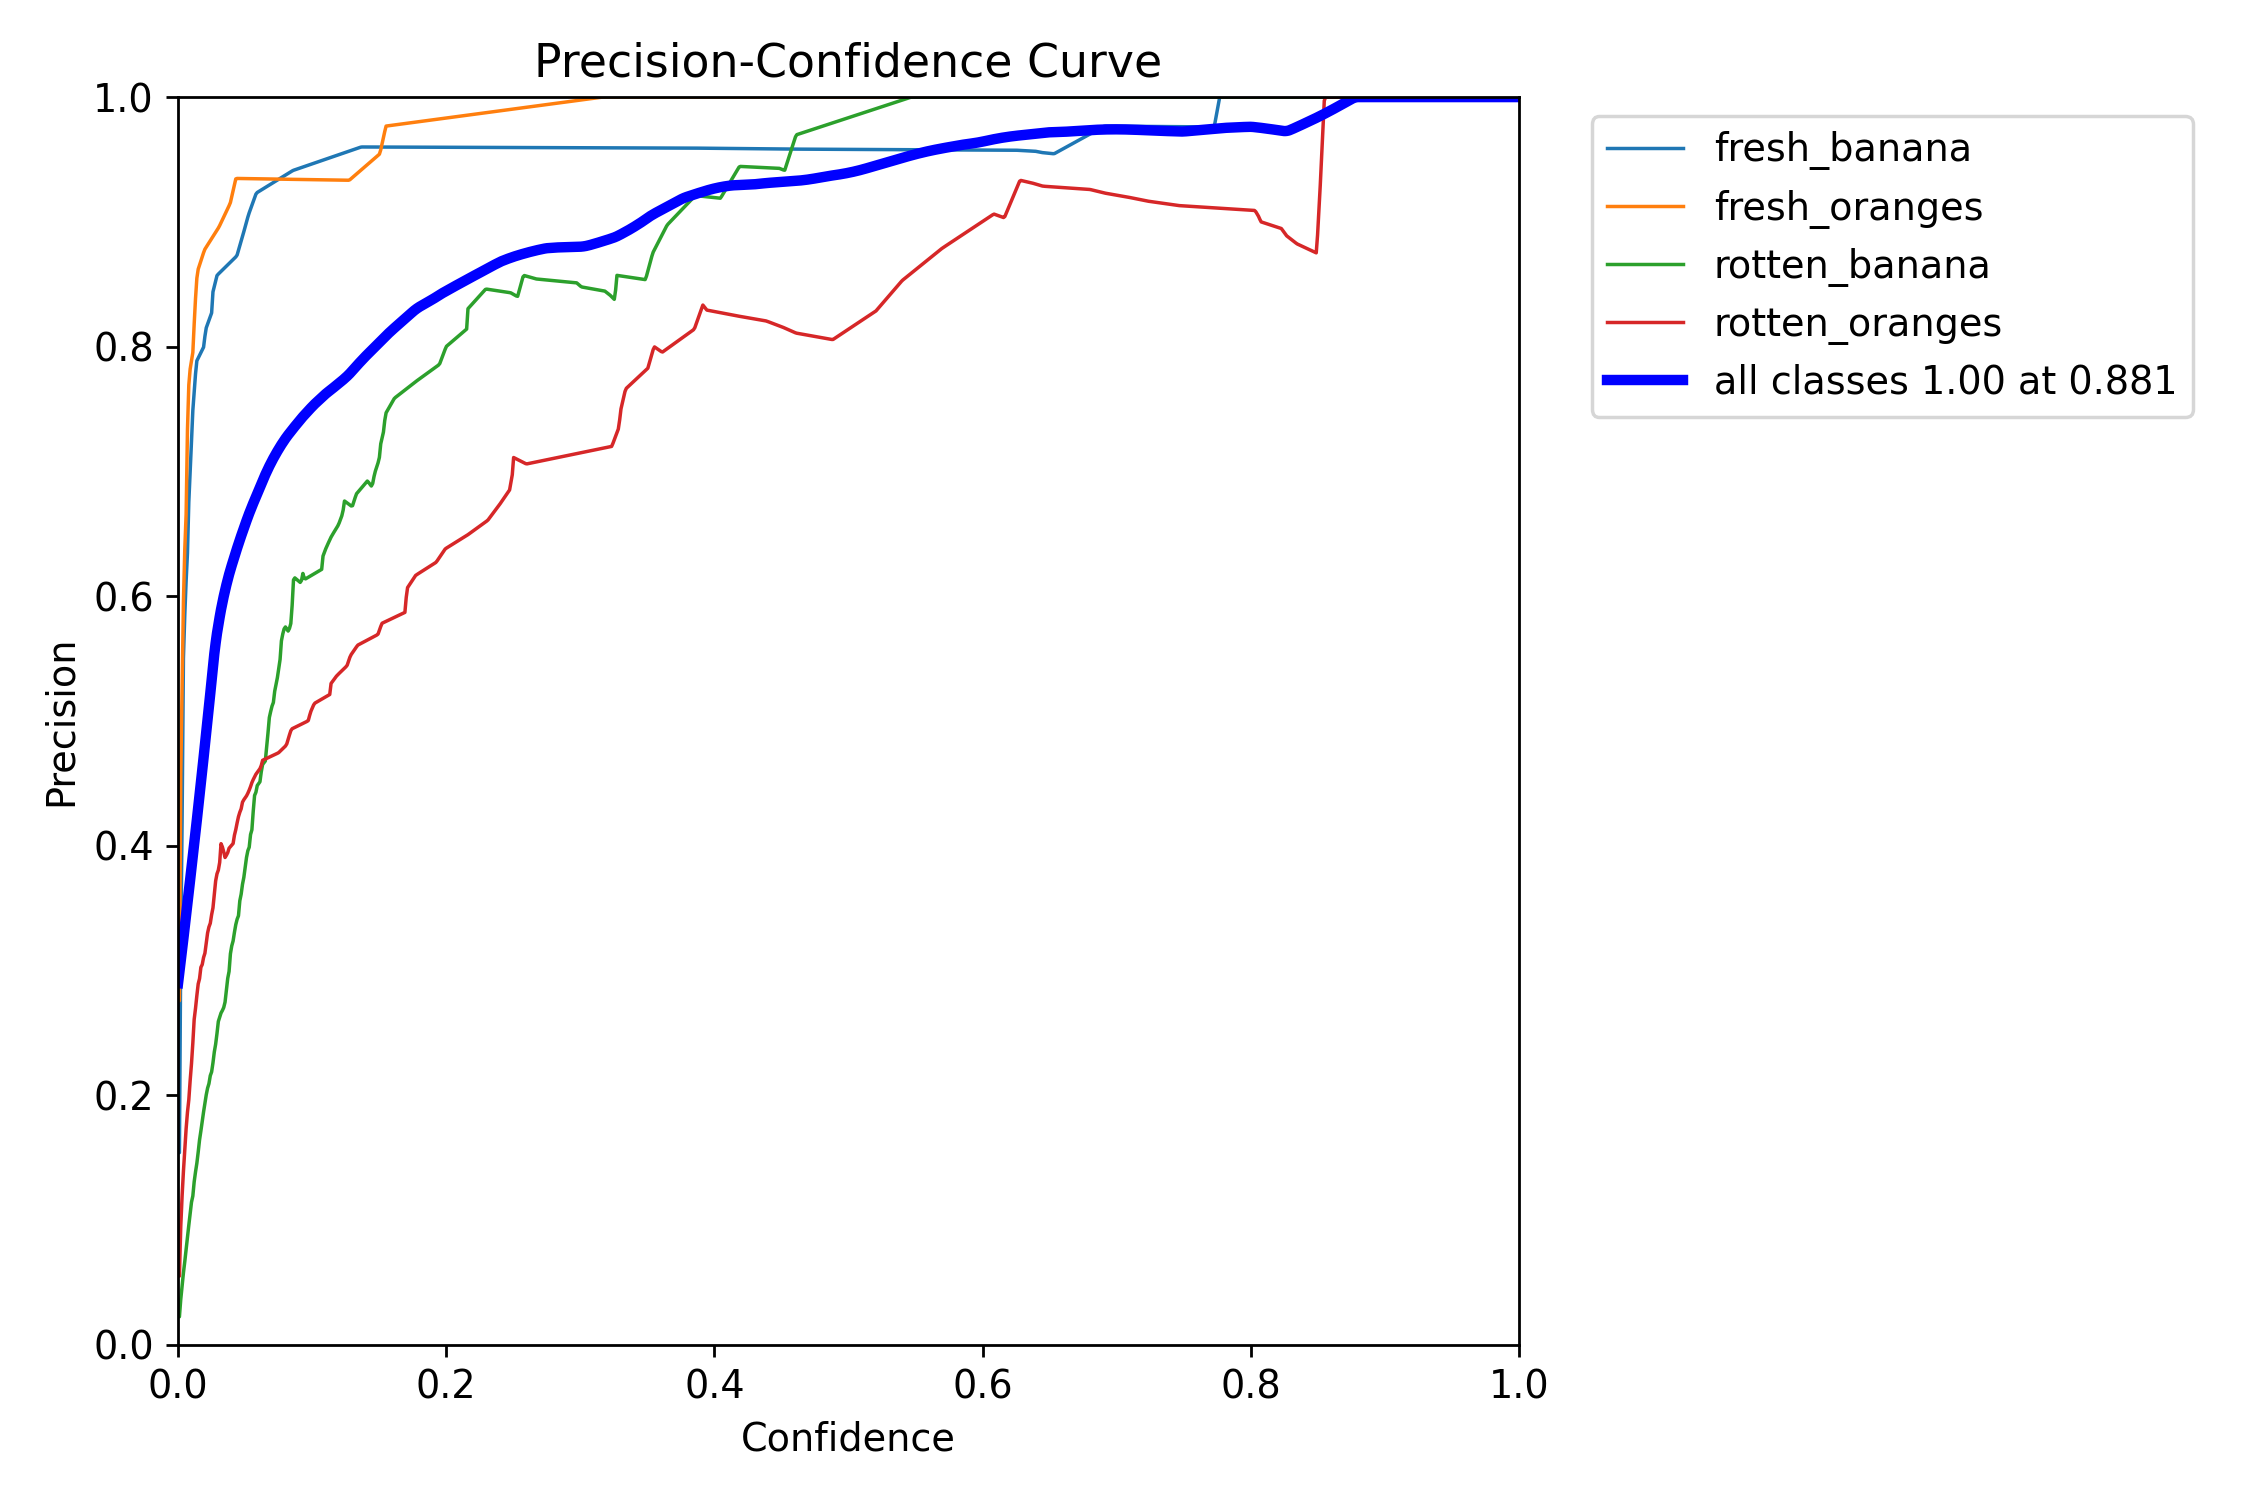 Precision-Confidence Curve
1.0
0.8
0.6
0.4
0.2
0.0
Precision
0.0
0.2
0.4
0.6
0.8
1.0
Confidence
fresh_banana
fresh_oranges
rotten_banana
rotten_oranges
all classes 1.00 at 0.881